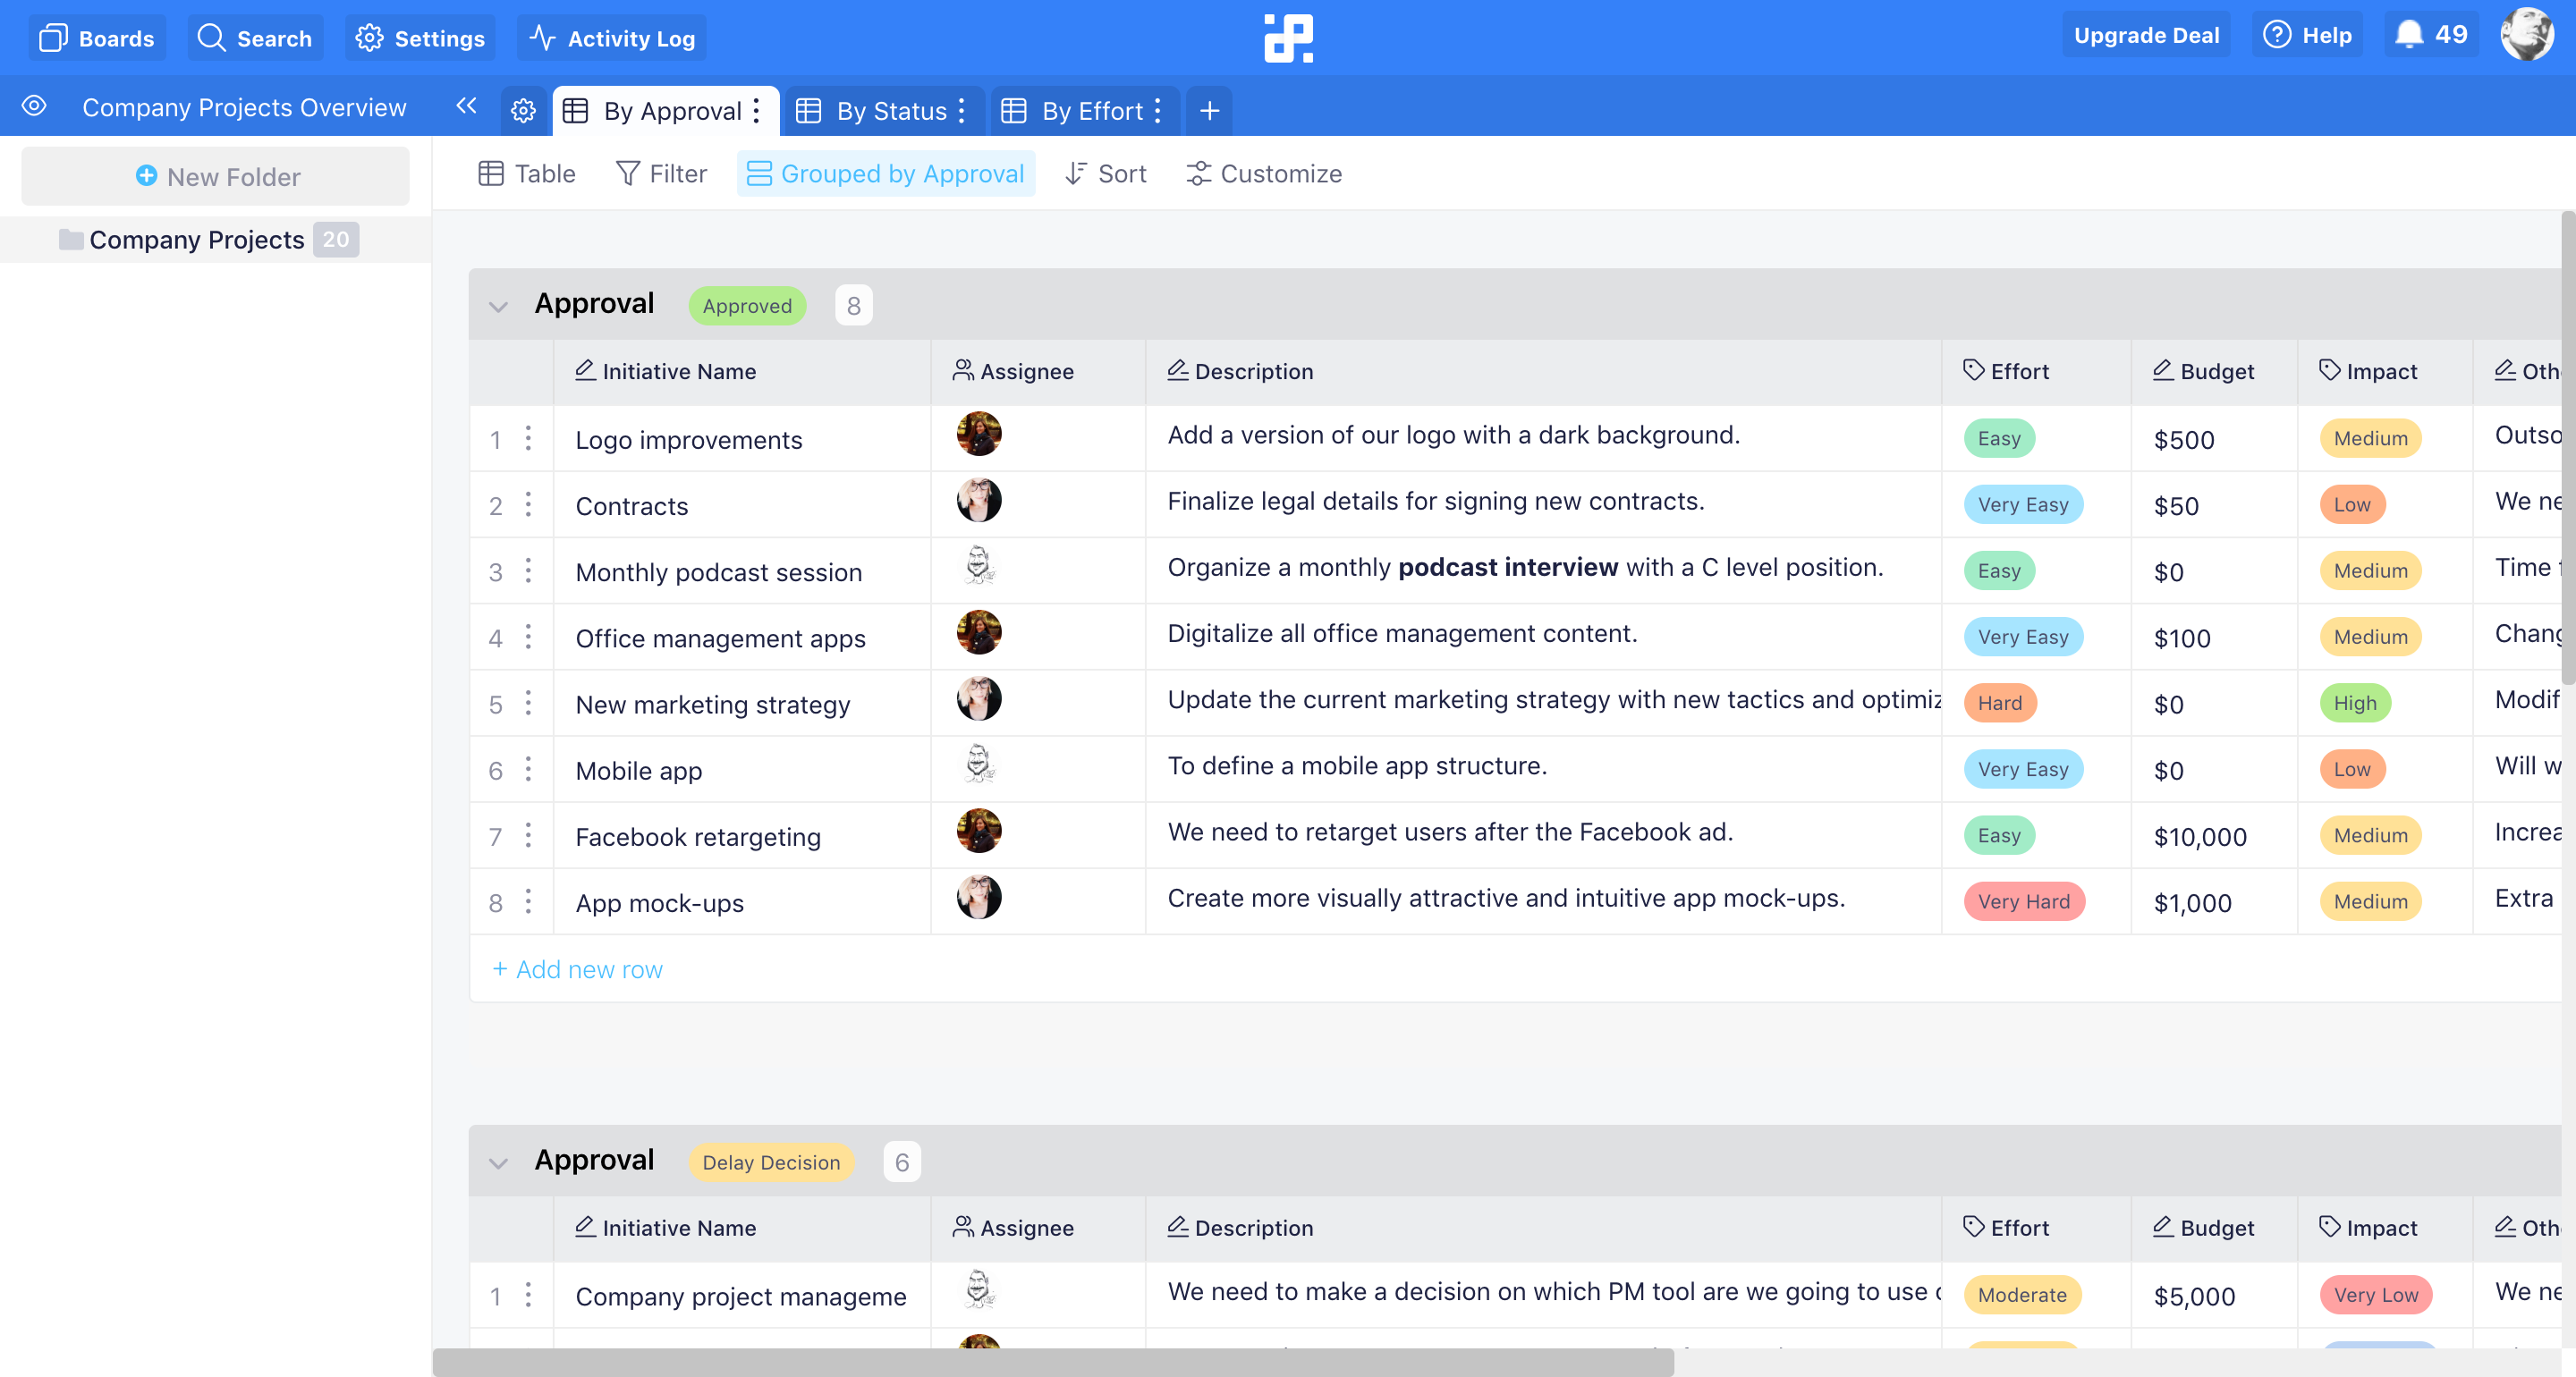 Boards Search Settings Activity Log Upgrade Deal Help 49
Company Projects Overview By Approval By Status By Effort +
New Folder Table Filter Grouped by Approval Sort Customize
Company Projects 20
Approval Approved 8
Initiative Name Assignee Description Effort Budget Impact
1 Logo improvements Add a version of our logo with a dark background. Easy $500 Medium Outso
2 Contracts Finalize legal details for signing new contracts. Very Easy $50 Low We ne
3 Monthly podcast session Organize a monthly podcast interview with a C level position. Easy $0 Medium Time
4 Office management apps Digitalize all office management content. Very Easy $100 Medium Chang
5 New marketing strategy Update the current marketing strategy with new tactics and optimiz Hard $0 High Modif
6 Mobile app To define a mobile app structure. Very Easy $0 Low Will w
7 Facebook retargeting We need to retarget users after the Facebook ad. Easy $10,000 Medium Increa
8 App mock-ups Create more visually attractive and intuitive app mock-ups. Very Hard $1,000 Medium Extra
+ Add new row
Approval Delay Decision 6
Initiative Name Assignee Description Effort Budget Impact
1 Company project manageme We need to make a decision on which PM tool are we going to use Moderate $5,000 Very Low We ne